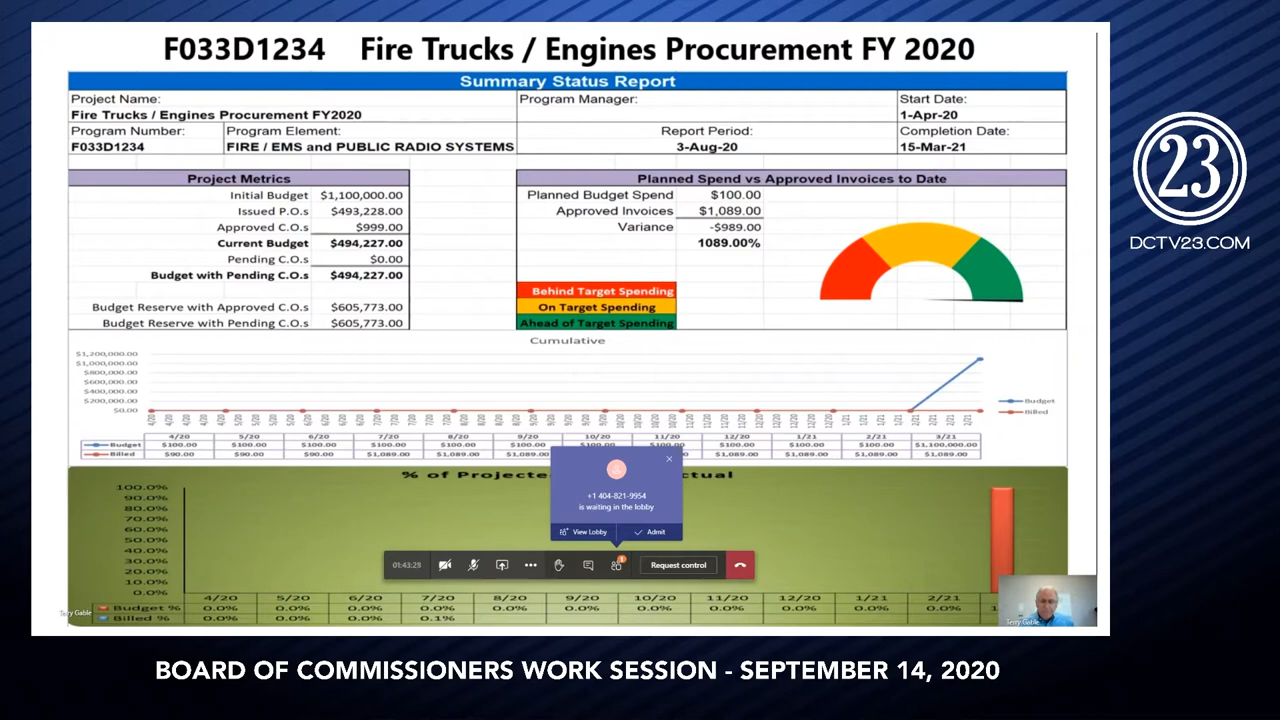 F033D1234 Fire Trucks / Engines Procurement FY 2020
Summary Status Report
Project Name:
Program Manager:
Start Date:
Fire Trucks / Engines Procurement FY2020
1-Apr-20
Program Number:
Program Element:
Report Period:
Completion Date:
F033D1234
FIRE / EMS and PUBLIC RADIO SYSTEMS
3-Aug-20
15-Mar-21
Project Metrics
Initial Budget $1,100,000.00
Issued P.O.s $493,228.00
Approved C.O.s $999.00
Current Budget $494,227.00
Pending C.O.s $0.00
Budget with Pending C.O.s $494,227.00
Budget Reserve with Approved C.O.s $605,773.00
Budget Reserve with Pending C.O.s $605,773.00
Planned Spend vs Approved Invoices to Date
Planned Budget Spend $100.00
Approved Invoices $1,089.00
Variance -$989.00
1089.00%
Behind Target Spending
On Target Spending
Ahead of Target Spending
Cumulative
$1,200,000.00
$1,000,000.00
$800,000.00
$600,000.00
$400,000.00
$200,000.00
$0.00
Budget
Billed
4/20 5/20 6/20 7/20 8/20 9/20 10/20 11/20 12/20 1/21 2/21 3/21
Budget $100.00 $100.00 $100.00 $100.00 $100.00 $100.00 $100.00 $100.00 $100.00 $100.00 $100.00 $1,100,000.00
Billed $90.00 $90.00 $90.00 $1,089.00 $1,089.00 $1,089.00 $1,089.00 $1,089.00 $1,089.00 $1,089.00
% of Projecte
ctual
100.0%
90.0%
80.0%
70.0%
60.0%
50.0%
40.0%
30.0%
20.0%
10.0%
0.0%
4/20 5/20 6/20 7/20 8/20 9/20 10/20 11/20 12/20 1/21 2/21
Budget % 0.0% 0.0% 0.0% 0.0% 0.0% 0.0% 0.0% 0.0% 0.0% 0.0% 0.0%
Billed % 0.0% 0.0% 0.0% 0.1%
+1 404-821-9954
is waiting in the lobby
View Lobby
Admit
01:43:29
1
Request control
Terry Gable
Terry Gable
23
DCTV23.COM
BOARD OF COMMISSIONERS WORK SESSION - SEPTEMBER 14, 2020